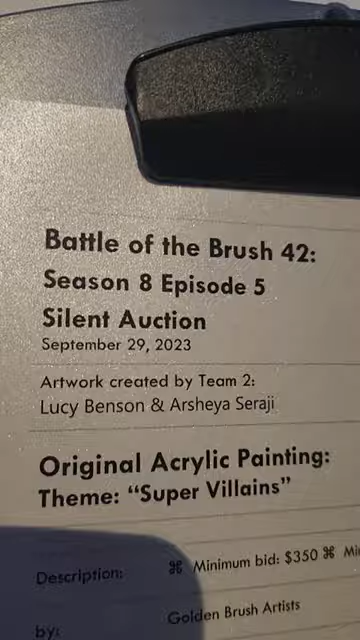 Battle of the Brush 42:
Season 8 Episode 5
Silent Auction
September 29, 2023
Artwork created by Team 2:
Lucy Benson & Arsheya Seraji
Original Acrylic Painting:
Theme: “Super Villains”
Description: ⌘ Minimum bid: $350 ⌘
by: Golden Brush Artists